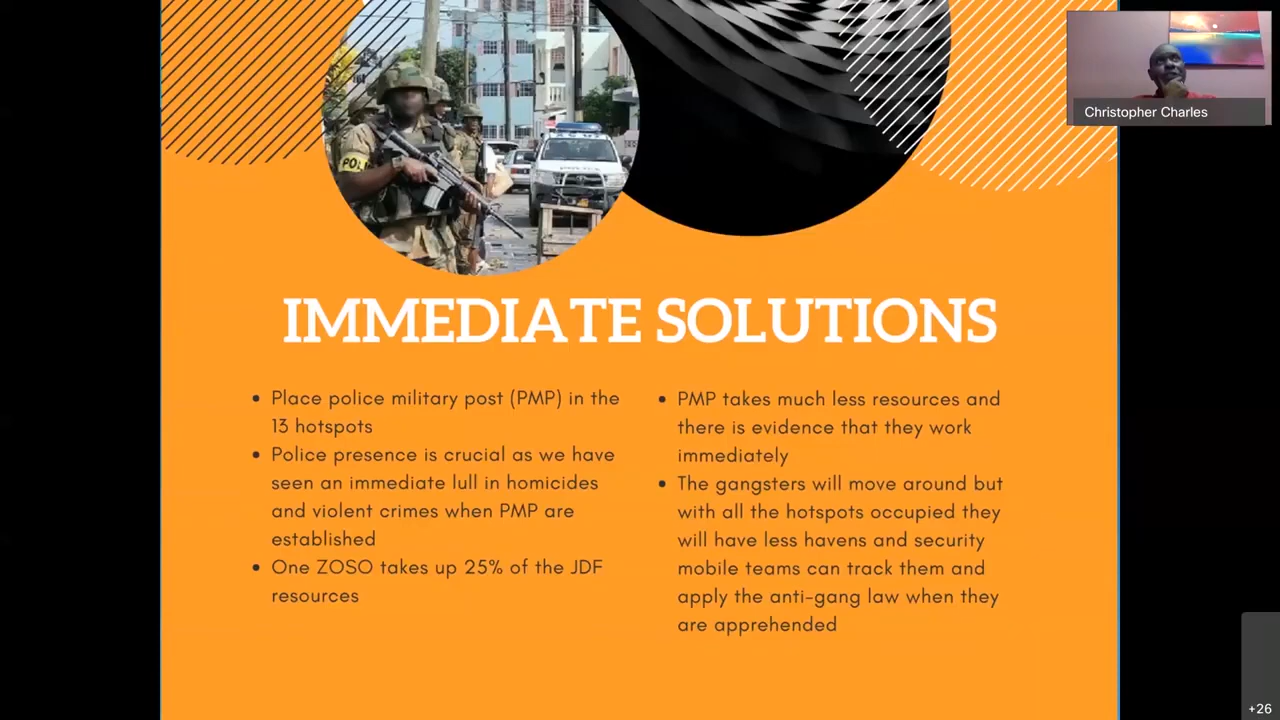 Christopher Charles
POLI
POLICE
IMMEDIATE SOLUTIONS
• Place police military post (PMP) in the
13 hotspots
• Police presence is crucial as we have
seen an immediate lull in homicides
and violent crimes when PMP are
established
• One ZOSO takes up 25% of the JDF
resources
• PMP takes much less resources and
there is evidence that they work
immediately
• The gangsters will move around but
with all the hotspots occupied they
will have less havens and security
mobile teams can track them and
apply the anti-gang law when they
are apprehended
+26